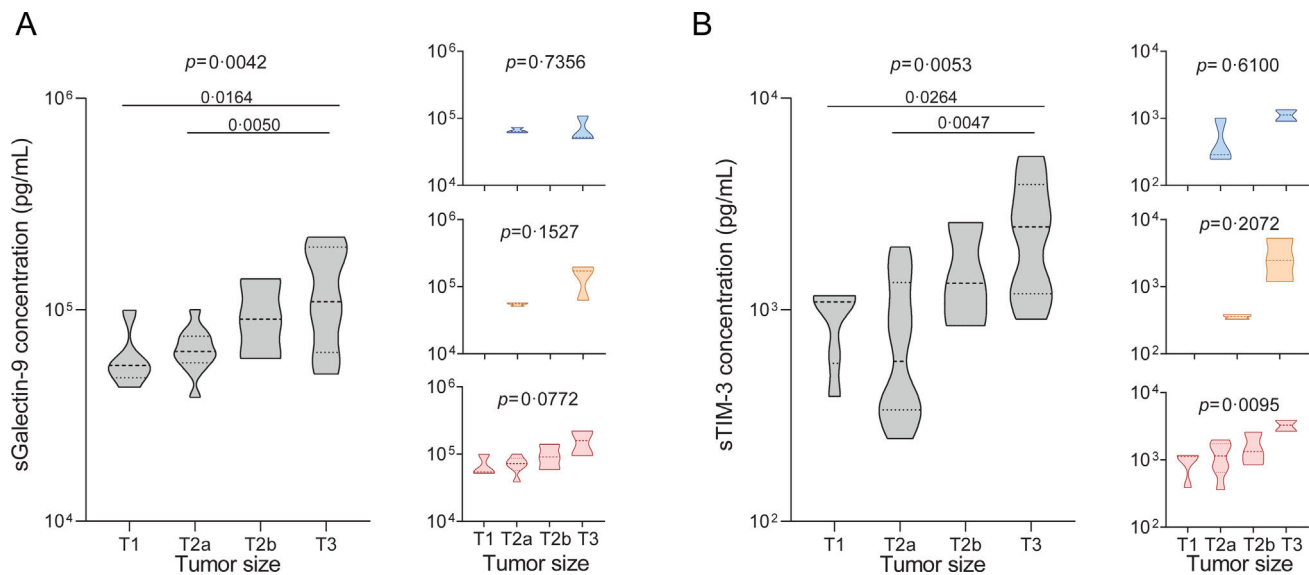 A
sGalectin-9 concentration (pg/mL)
p=0·0042
0·0164
0·0050
10⁶
10⁵
10⁴
T1 T2a T2b T3
Tumor size
10⁶
p=0·7356
10⁵
10⁴
10⁶
p=0·1527
10⁵
10⁴
10⁶
p=0·0772
10⁵
10⁴
T1 T2a T2b T3
Tumor size
B
sTIM-3 concentration (pg/mL)
p=0·0053
10⁴
0·0264
0·0047
10³
10²
T1 T2a T2b T3
Tumor size
10⁴
p=0·6100
10³
10²
10⁴
p=0·2072
10³
10²
10⁴
p=0·0095
10³
10²
T1 T2a T2b T3
Tumor size